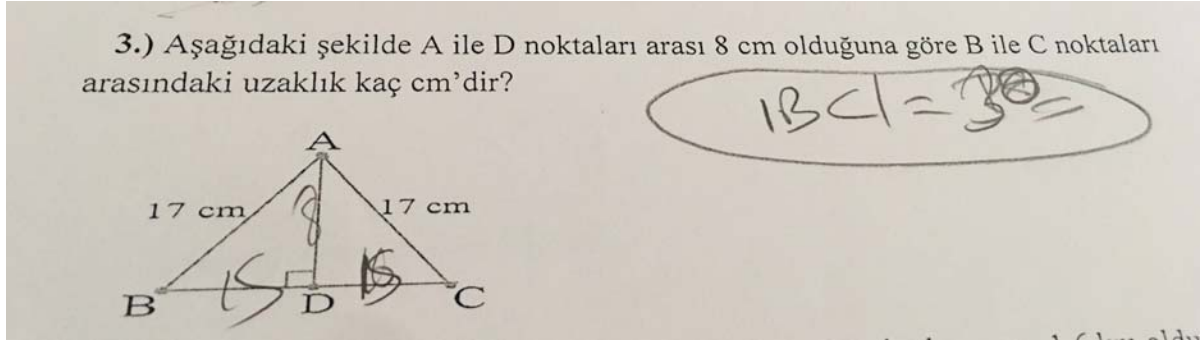 3.) Aşağıdaki şekilde A ile D noktaları arası 8 cm olduğuna göre B ile C noktaları
arasındaki uzaklık kaç cm'dir?
|BC| = 30
A
17 cm
8
17 cm
15
15
B
D
C